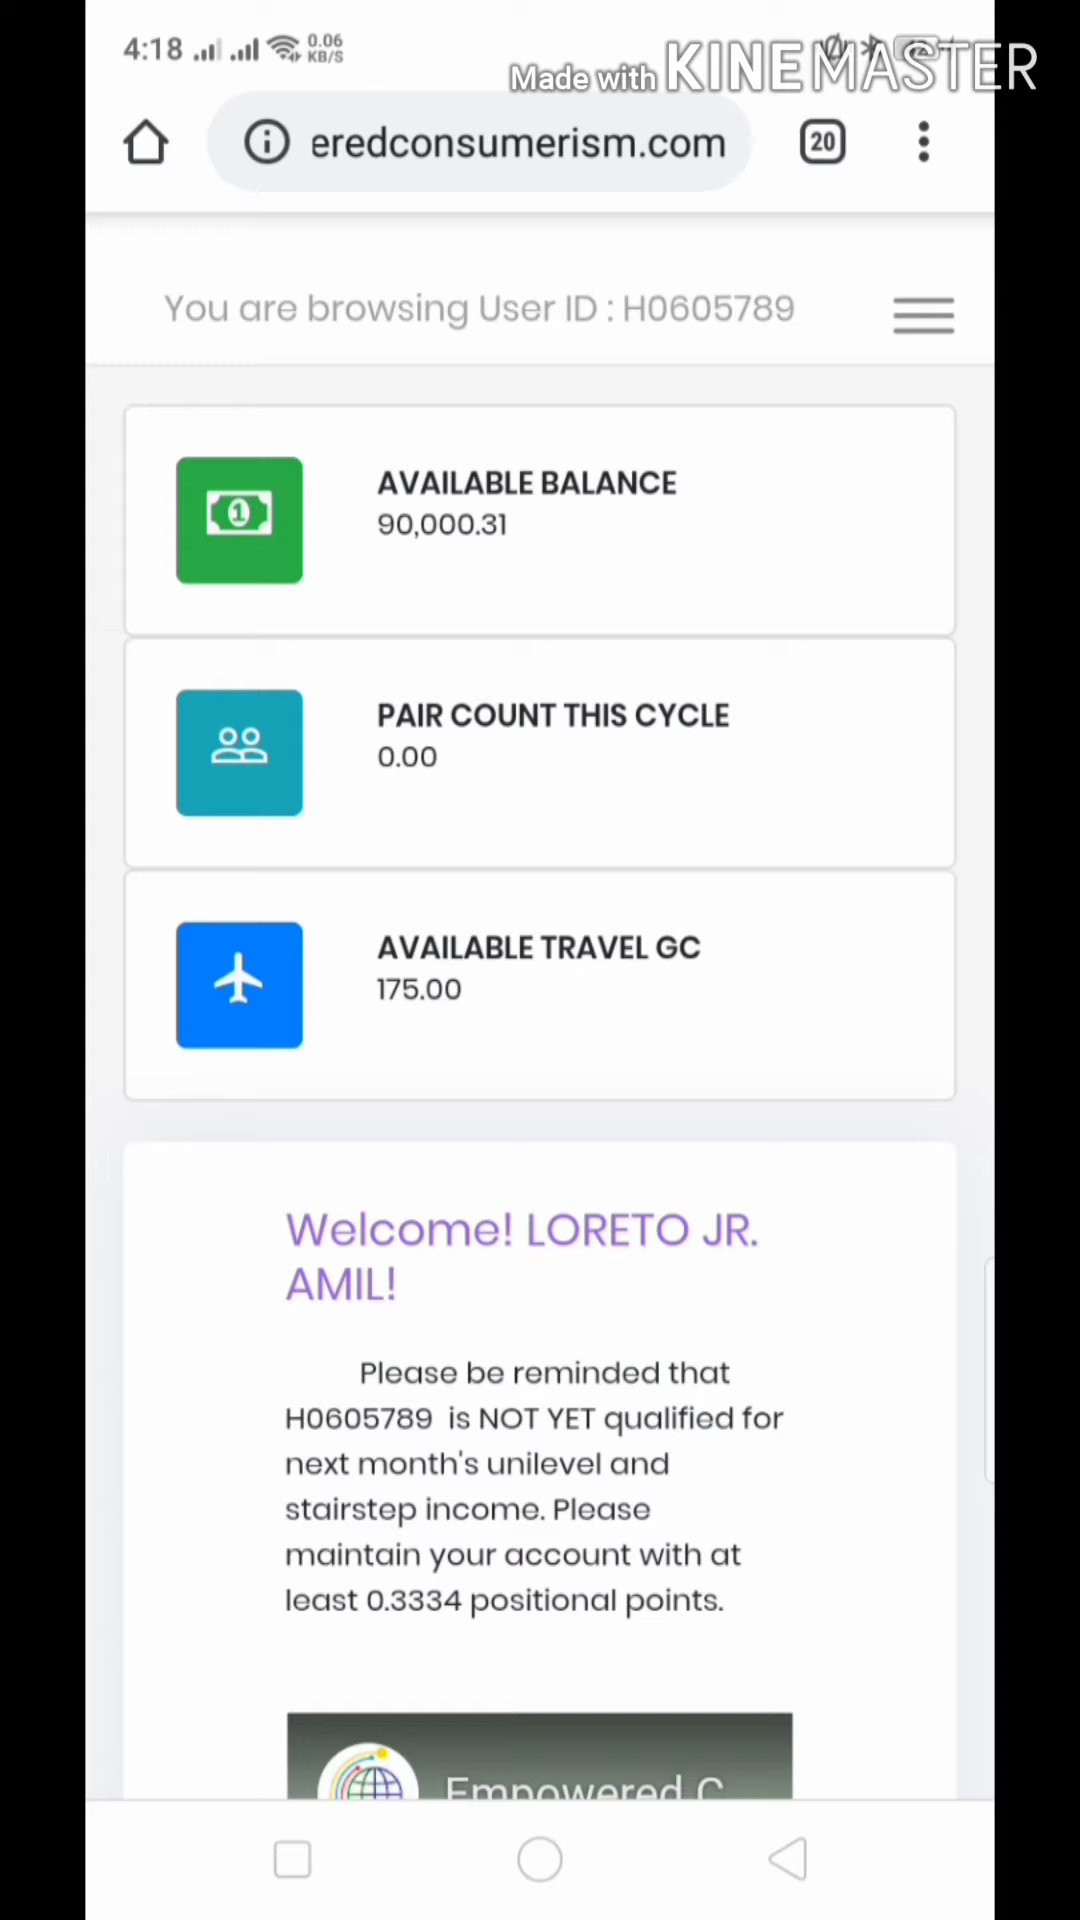 4:18
0.06
KB/S
Made with KINEMASTER
eredconsumerism.com
20
You are browsing User ID : H0605789
AVAILABLE BALANCE
90,000.31
PAIR COUNT THIS CYCLE
0.00
AVAILABLE TRAVEL GC
175.00
Welcome! LORETO JR.
AMIL!
Please be reminded that
H0605789 is NOT YET qualified for
next month's unilevel and
stairstep income. Please
maintain your account with at
least 0.3334 positional points.
Empowered C